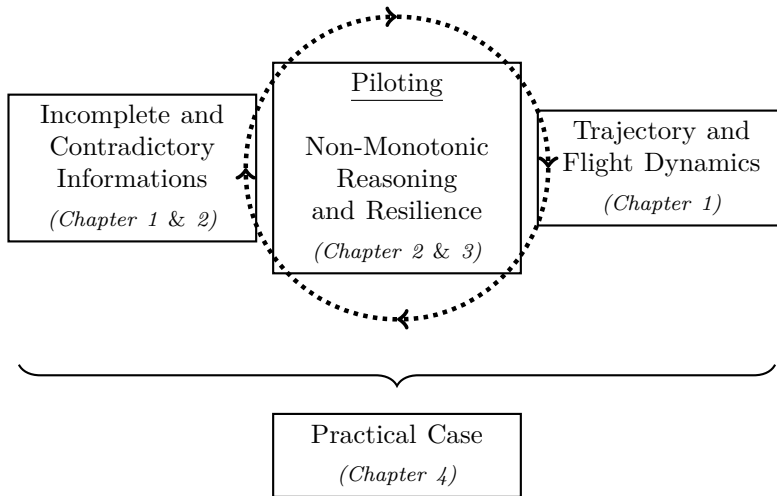 Incomplete and
Contradictory
Informations
(Chapter 1 & 2)
Piloting
Non-Monotonic
Reasoning
and Resilience
(Chapter 2 & 3)
Trajectory and
Flight Dynamics
(Chapter 1)
Practical Case
(Chapter 4)